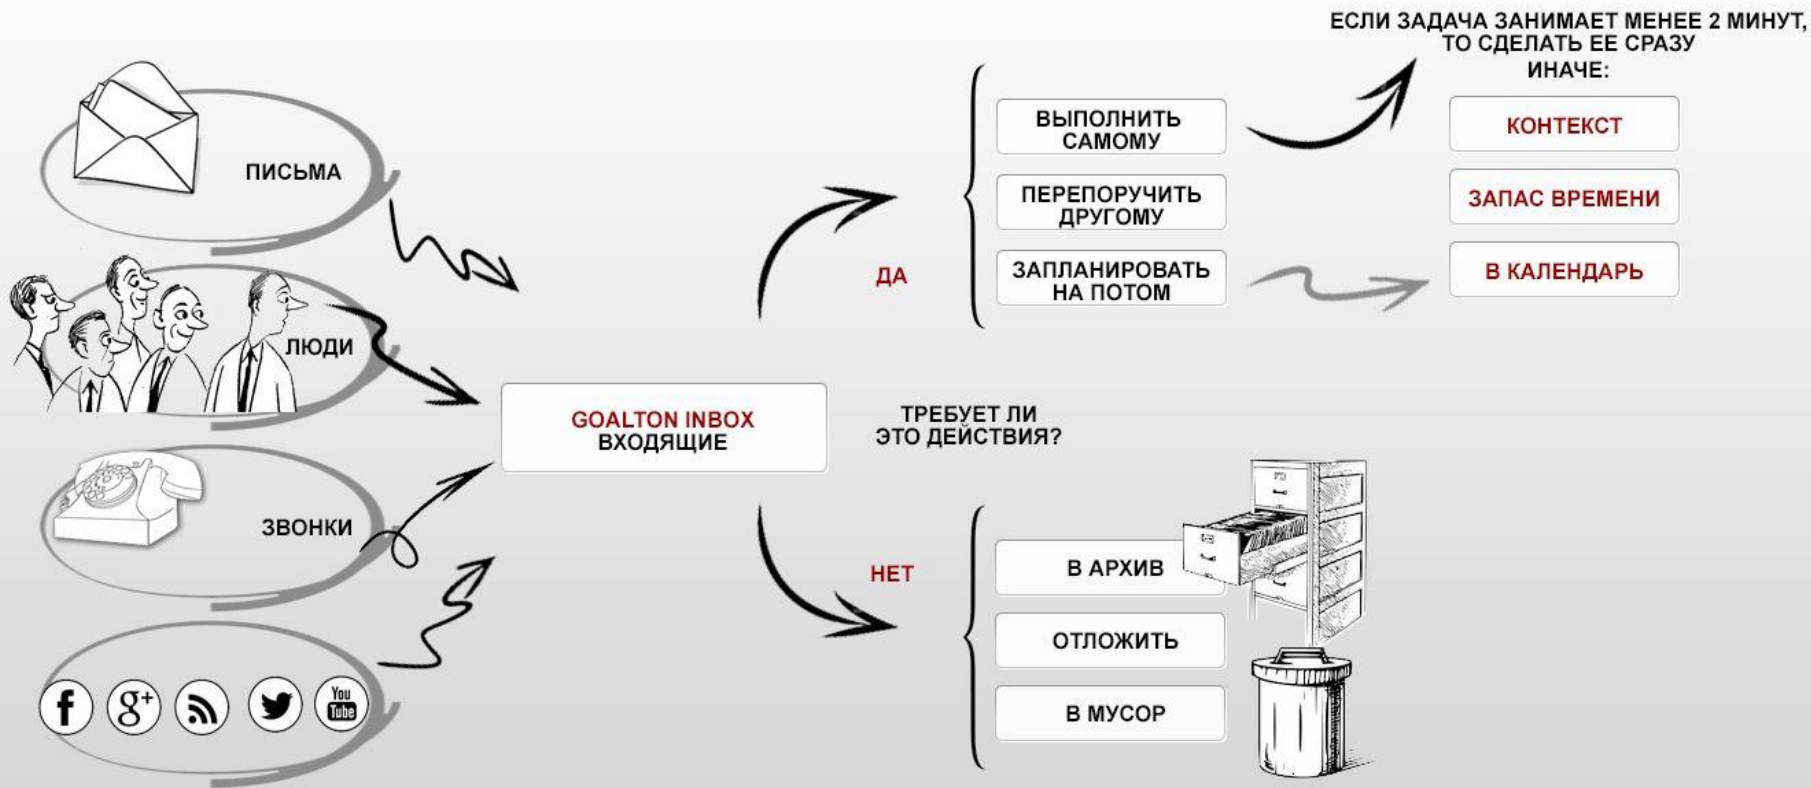 ПИСЬМА
ЛЮДИ
ЗВОНКИ
f
g+
You
Tube
GOALTON INBOX
ВХОДЯЩИЕ
ТРЕБУЕТ ЛИ
ЭТО ДЕЙСТВИЯ?
ДА
ВЫПОЛНИТЬ
САМОМУ
ПЕРЕПОРУЧИТЬ
ДРУГОМУ
ЗАПЛАНИРОВАТЬ
НА ПОТОМ
ЕСЛИ ЗАДАЧА ЗАНИМАЕТ МЕНЕЕ 2 МИНУТ,
ТО СДЕЛАТЬ ЕЕ СРАЗУ
ИНАЧЕ:
КОНТЕКСТ
ЗАПАС ВРЕМЕНИ
В КАЛЕНДАРЬ
НЕТ
В АРХИВ
ОТЛОЖИТЬ
В МУСОР